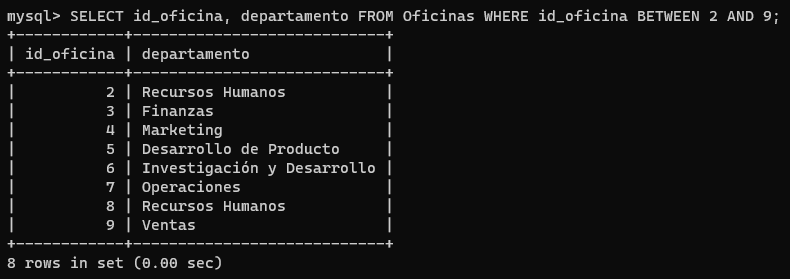 mysql> SELECT id_oficina, departamento FROM Oficinas WHERE id_oficina BETWEEN 2 AND 9;
+------------+----------------------------+
| id_oficina | departamento               |
+------------+----------------------------+
|          2 | Recursos Humanos           |
|          3 | Finanzas                   |
|          4 | Marketing                  |
|          5 | Desarrollo de Producto     |
|          6 | Investigación y Desarrollo |
|          7 | Operaciones                |
|          8 | Recursos Humanos           |
|          9 | Ventas                     |
+------------+----------------------------+
8 rows in set (0.00 sec)